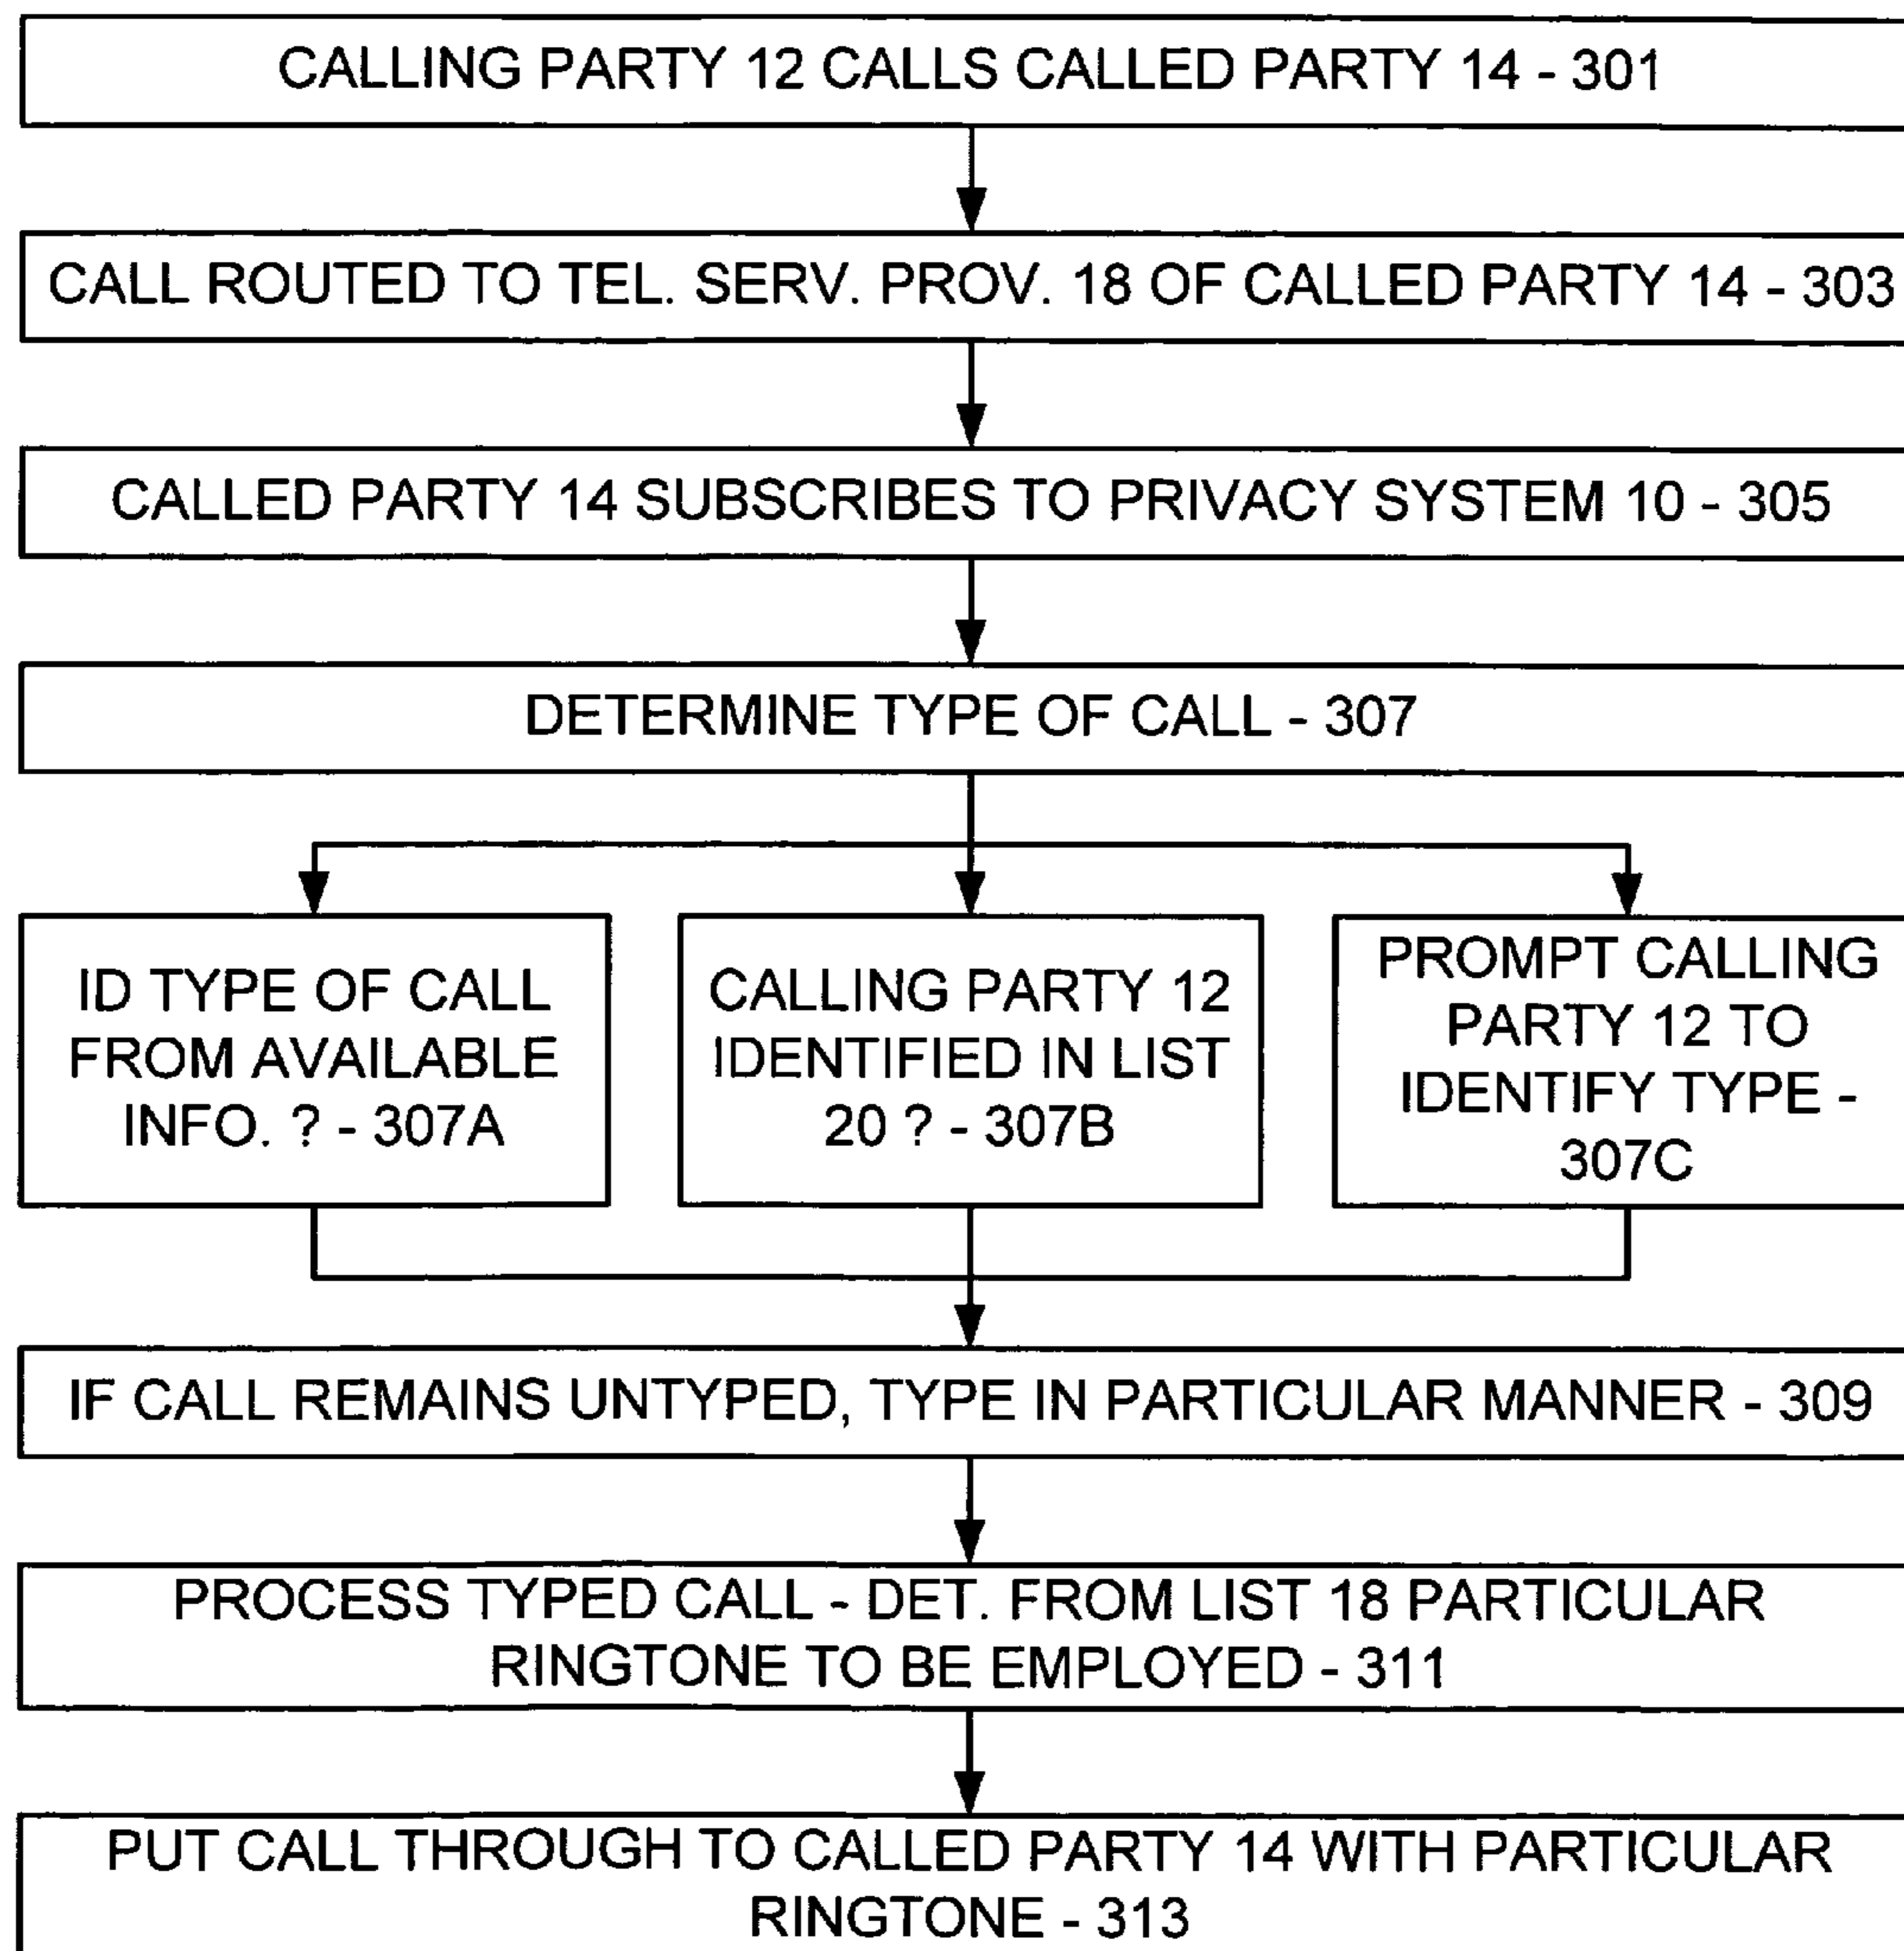 CALLING PARTY 12 CALLS CALLED PARTY 14 - 301
CALL ROUTED TO TEL. SERV. PROV. 18 OF CALLED PARTY 14 - 303
CALLED PARTY 14 SUBSCRIBES TO PRIVACY SYSTEM 10 - 305
DETERMINE TYPE OF CALL - 307
ID TYPE OF CALL
FROM AVAILABLE
INFO. ? - 307A
CALLING PARTY 12
IDENTIFIED IN LIST
20 ? - 307B
PROMPT CALLING
PARTY 12 TO
IDENTIFY TYPE -
307C
IF CALL REMAINS UNTYPED, TYPE IN PARTICULAR MANNER - 309
PROCESS TYPED CALL - DET. FROM LIST 18 PARTICULAR
RINGTONE TO BE EMPLOYED - 311
PUT CALL THROUGH TO CALLED PARTY 14 WITH PARTICULAR
RINGTONE - 313